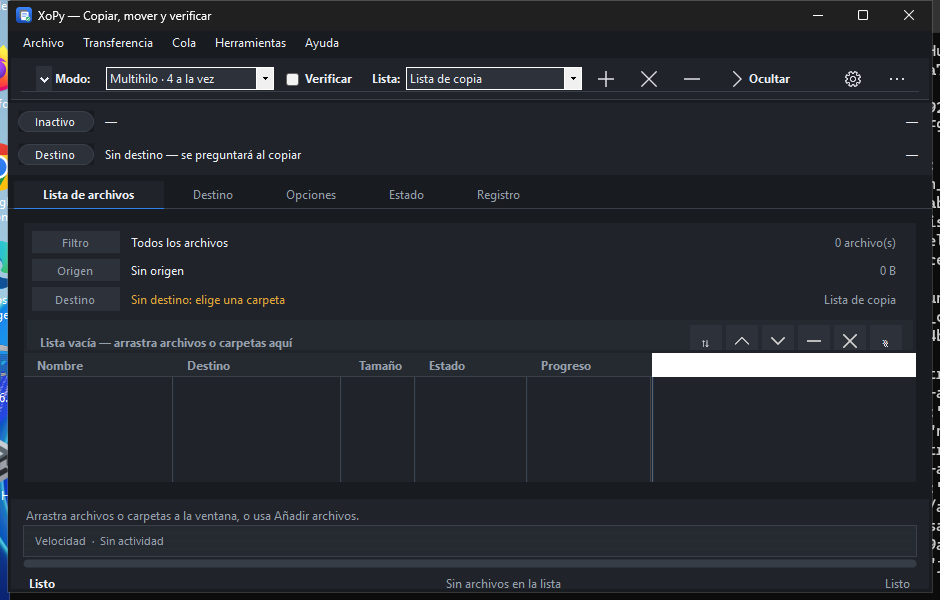 XoPy — Copiar, mover y verificar
Archivo Transferencia Cola Herramientas Ayuda
Modo: Multihilo · 4 a la vez Verificar Lista: Lista de copia Ocultar
Inactivo —
Destino Sin destino — se preguntará al copiar
Lista de archivos Destino Opciones Estado Registro
Filtro Todos los archivos 0 archivo(s)
Origen Sin origen 0 B
Destino Sin destino: elige una carpeta Lista de copia
Lista vacía — arrastra archivos o carpetas aquí
Nombre Destino Tamaño Estado Progreso
Arrastra archivos o carpetas a la ventana, o usa Añadir archivos.
Velocidad · Sin actividad
Listo Sin archivos en la lista Listo